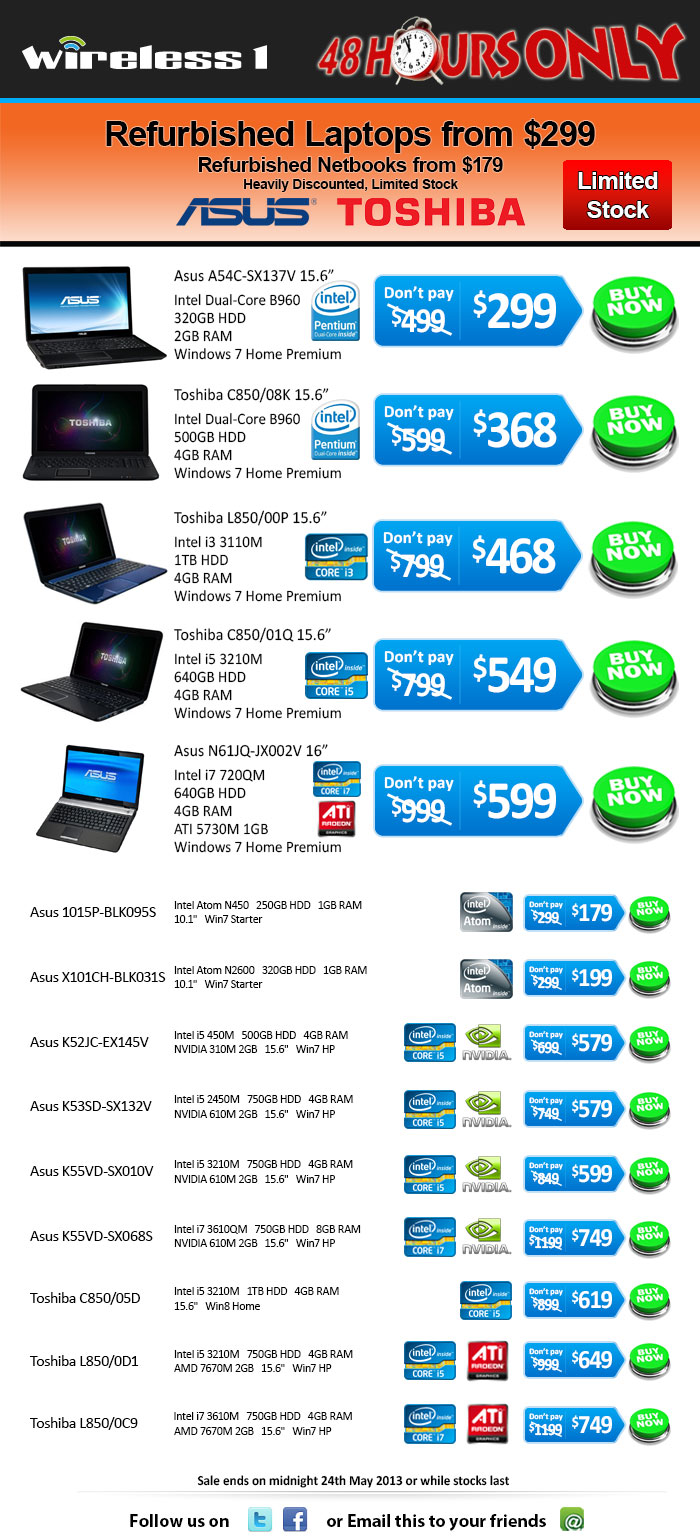 wireless 1
48 HOURS ONLY
Refurbished Laptops from $299
Refurbished Netbooks from $179
Heavily Discounted, Limited Stock
ASUS® TOSHIBA
Limited
Stock
Asus A54C-SX137V 15.6”
Intel Dual-Core B960
320GB HDD
2GB RAM
Windows 7 Home Premium
ASUS
intel
Pentium
Dual-Core inside
Don’t pay
$499
$299
BUY
NOW
Toshiba C850/08K 15.6”
Intel Dual-Core B960
500GB HDD
4GB RAM
Windows 7 Home Premium
TOSHIBA
intel
Pentium
Dual-Core inside
Don’t pay
$599
$368
BUY
NOW
Toshiba L850/00P 15.6”
Intel i3 3110M
1TB HDD
4GB RAM
Windows 7 Home Premium
TOSHIBA
intel inside
CORE i3
Don’t pay
$799
$468
BUY
NOW
Toshiba C850/01Q 15.6”
Intel i5 3210M
640GB HDD
4GB RAM
Windows 7 Home Premium
TOSHIBA
intel inside
CORE i5
Don’t pay
$799
$549
BUY
NOW
Asus N61JQ-JX002V 16”
Intel i7 720QM
640GB HDD
4GB RAM
ATI 5730M 1GB
Windows 7 Home Premium
ASUS
intel inside
CORE i7
ATI
RADEON
GRAPHICS
Don’t pay
$999
$599
BUY
NOW
Asus 1015P-BLK095S
Intel Atom N450 250GB HDD 1GB RAM
10.1" Win7 Starter
intel
Atom
inside
Don’t pay
$299
$179
BUY
NOW
Asus X101CH-BLK031S
Intel Atom N2600 320GB HDD 1GB RAM
10.1" Win7 Starter
intel
Atom
inside
Don’t pay
$299
$199
BUY
NOW
Asus K52JC-EX145V
Intel i5 450M 500GB HDD 4GB RAM
NVIDIA 310M 2GB 15.6" Win7 HP
intel inside
CORE i5
NVIDIA.
Don’t pay
$699
$579
BUY
NOW
Asus K53SD-SX132V
Intel i5 2450M 750GB HDD 4GB RAM
NVIDIA 610M 2GB 15.6" Win7 HP
intel inside
CORE i5
NVIDIA.
Don’t pay
$749
$579
BUY
NOW
Asus K55VD-SX010V
Intel i5 3210M 750GB HDD 4GB RAM
NVIDIA 610M 2GB 15.6" Win7 HP
intel inside
CORE i5
NVIDIA.
Don’t pay
$849
$599
BUY
NOW
Asus K55VD-SX068S
Intel i7 3610QM 750GB HDD 8GB RAM
NVIDIA 610M 2GB 15.6" Win7 HP
intel inside
CORE i7
NVIDIA.
Don’t pay
$1199
$749
BUY
NOW
Toshiba C850/05D
Intel i5 3210M 1TB HDD 4GB RAM
15.6" Win8 Home
intel inside
CORE i5
Don’t pay
$899
$619
BUY
NOW
Toshiba L850/0D1
Intel i5 3210M 750GB HDD 4GB RAM
AMD 7670M 2GB 15.6" Win7 HP
intel inside
CORE i5
ATI
RADEON
GRAPHICS
Don’t pay
$999
$649
BUY
NOW
Toshiba L850/0C9
Intel i7 3610M 750GB HDD 4GB RAM
AMD 7670M 2GB 15.6" Win7 HP
intel inside
CORE i7
ATI
RADEON
GRAPHICS
Don’t pay
$1199
$749
BUY
NOW
Sale ends on midnight 24th May 2013 or while stocks last
Follow us on t f or Email this to your friends @